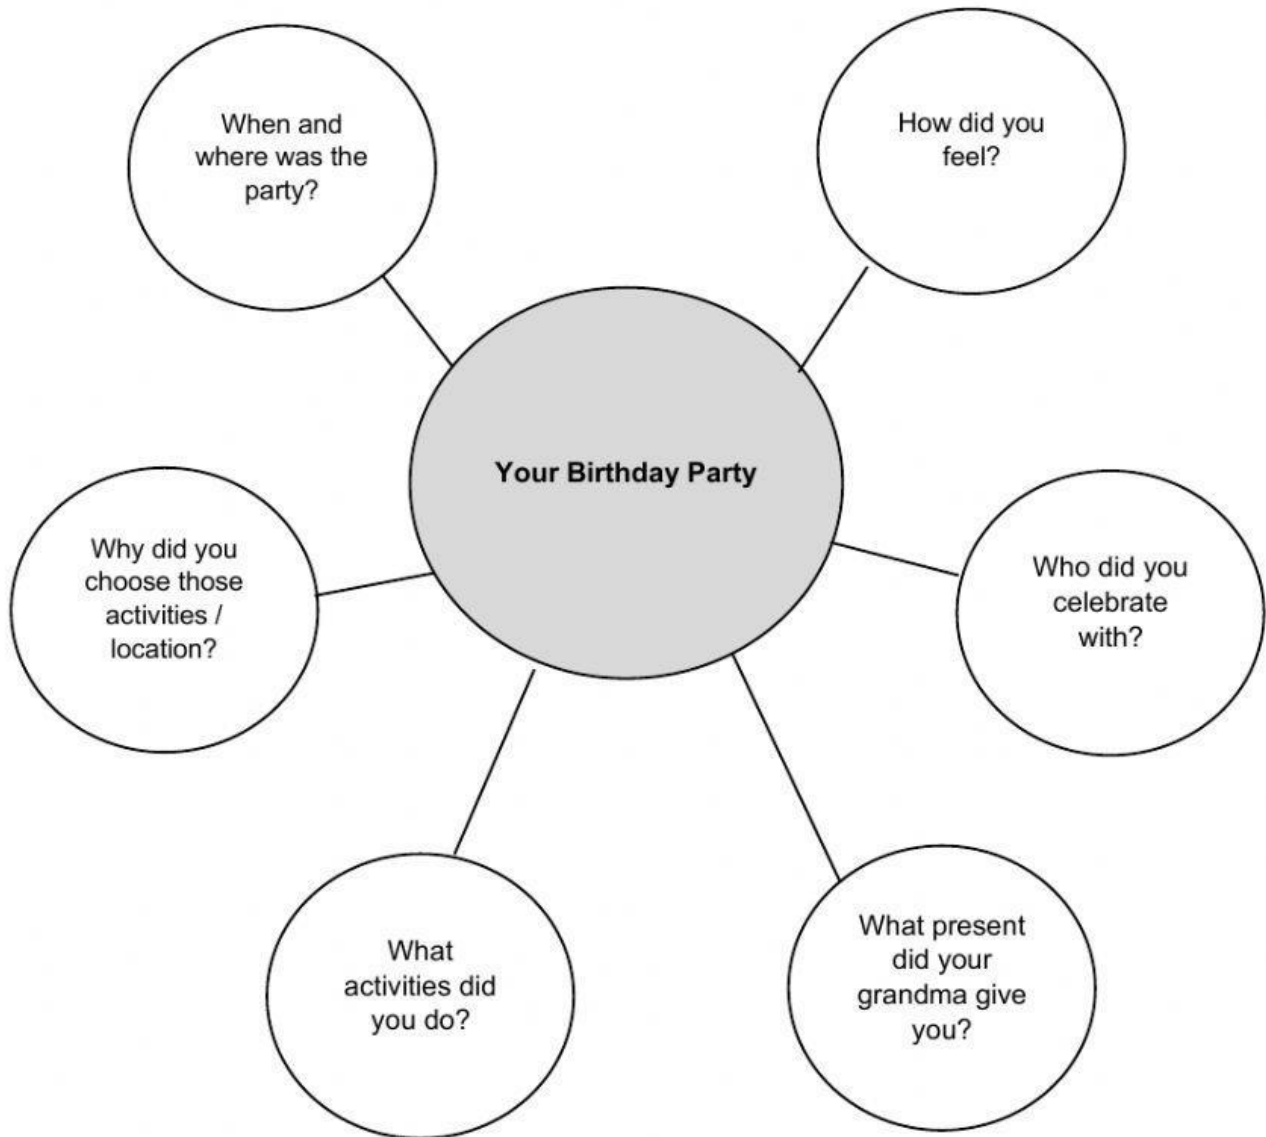 When and
where was the
party?
How did you
feel?
Your Birthday Party
Why did you
choose those
activities /
location?
Who did you
celebrate
with?
What
activities did
you do?
What present
did your
grandma give
you?